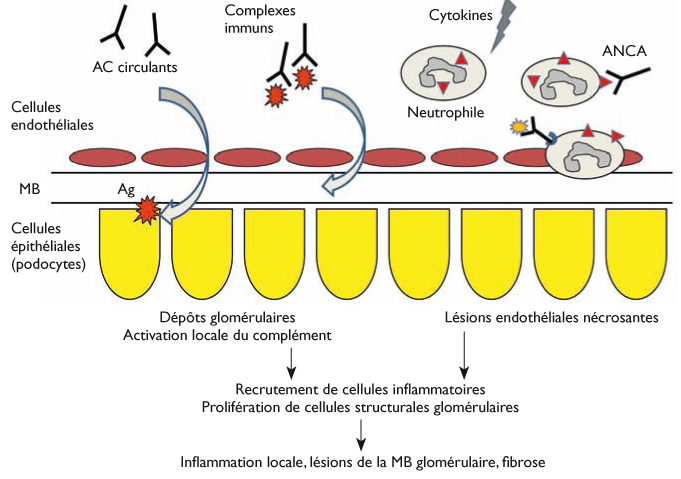 Complexes
immuns
Cytokines
AC circulants
ANCA
Neutrophile
Cellules
endothéliales
MB
Ag
Cellules
épithéliales
(podocytes)
Dépôts glomérulaires
Activation locale du complément
Lésions endothéliales nécrosantes
Recrutement de cellules inflammatoires
Prolifération de cellules structurales glomérulaires
Inflammation locale, lésions de la MB glomérulaire, fibrose